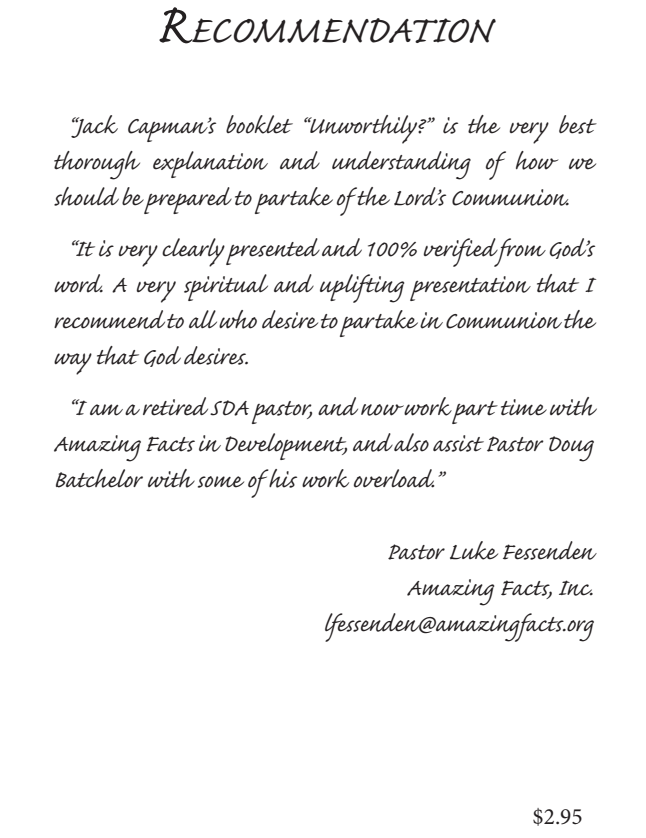 RECOMMENDATION
“Jack Capman’s booklet “Unworthily?” is the very best
thorough explanation and understanding of how we
should be prepared to partake of the Lord’s Communion.
“It is very clearly presented and 100% verified from God’s
word. A very spiritual and uplifting presentation that I
recommend to all who desire to partake in Communion the
way that God desires.
“I am a retired SDA pastor, and now work part time with
Amazing Facts in Development, and also assist Pastor Doug
Batchelor with some of his work overload.”
Pastor Luke Fessenden
Amazing Facts, Inc.
lfessenden@amazingfacts.org
$2.95